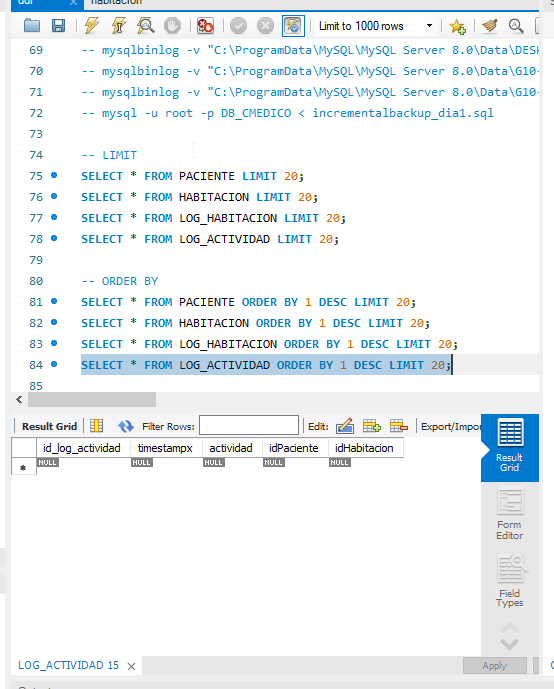 ddl
habitacion
Limit to 1000 rows
69 -- mysqlbinlog -v "C:\ProgramData\MySQL\MySQL Server 8.0\Data\DESK
70 -- mysqlbinlog -v "C:\ProgramData\MySQL\MySQL Server 8.0\Data\G10-
71 -- mysqlbinlog -v "C:\ProgramData\MySQL\MySQL Server 8.0\Data\G10-
72 -- mysql -u root -p DB_CMEDICO < incrementalbackup_dia1.sql
73
74 -- LIMIT
75 SELECT * FROM PACIENTE LIMIT 20;
76 SELECT * FROM HABITACION LIMIT 20;
77 SELECT * FROM LOG_HABITACION LIMIT 20;
78 SELECT * FROM LOG_ACTIVIDAD LIMIT 20;
79
80 -- ORDER BY
81 SELECT * FROM PACIENTE ORDER BY 1 DESC LIMIT 20;
82 SELECT * FROM HABITACION ORDER BY 1 DESC LIMIT 20;
83 SELECT * FROM LOG_HABITACION ORDER BY 1 DESC LIMIT 20;
84 SELECT * FROM LOG_ACTIVIDAD ORDER BY 1 DESC LIMIT 20;
85
Result Grid Filter Rows: Edit: Export/Impor
id_log_actividad timestampx actividad idPaciente idHabitacion
NULL NULL NULL NULL NULL
Result
Grid
Form
Editor
Field
Types
LOG_ACTIVIDAD 15
Apply